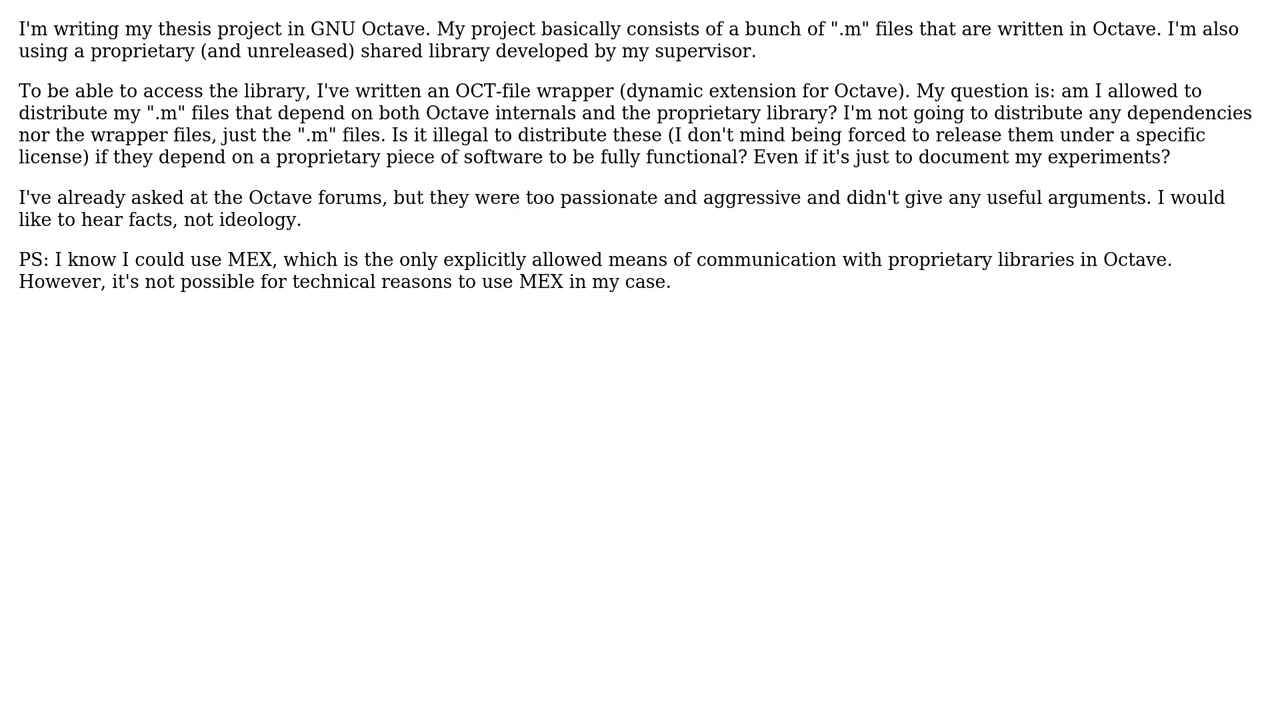 I'm writing my thesis project in GNU Octave. My project basically consists of a bunch of ".m" files that are written in Octave. I'm also
using a proprietary (and unreleased) shared library developed by my supervisor.
To be able to access the library, I've written an OCT-file wrapper (dynamic extension for Octave). My question is: am I allowed to
distribute my ".m" files that depend on both Octave internals and the proprietary library? I'm not going to distribute any dependencies
nor the wrapper files, just the ".m" files. Is it illegal to distribute these (I don't mind being forced to release them under a specific
license) if they depend on a proprietary piece of software to be fully functional? Even if it's just to document my experiments?
I've already asked at the Octave forums, but they were too passionate and aggressive and didn't give any useful arguments. I would
like to hear facts, not ideology.
PS: I know I could use MEX, which is the only explicitly allowed means of communication with proprietary libraries in Octave.
However, it's not possible for technical reasons to use MEX in my case.